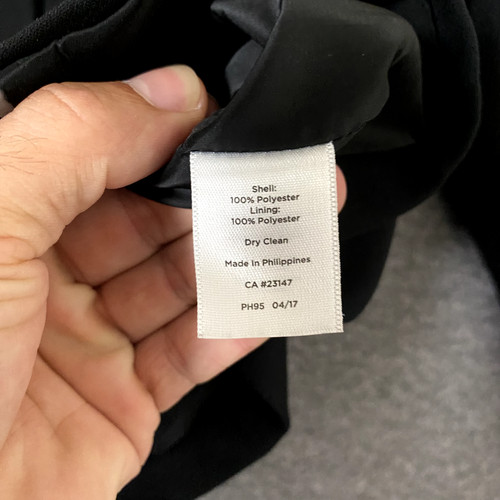 Shell:
100% Polyester
Lining:
100% Polyester
Dry Clean
Made In Philippines
CA #23147
PH95 04/17